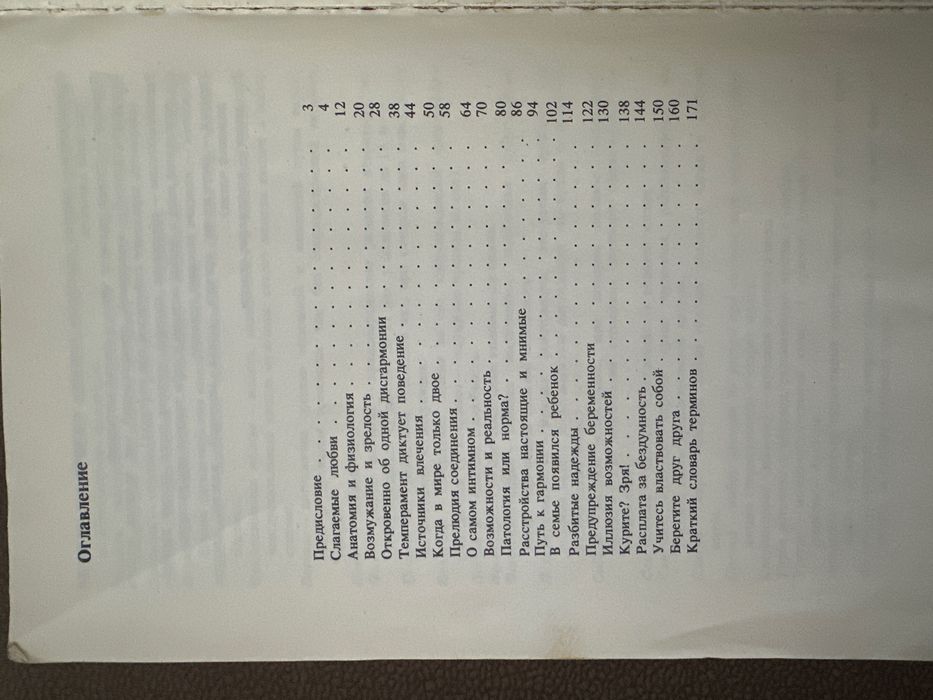 Оглавление
Предисловие . . . . . . . . . . . 3
Слагаемые любви . . . . . . . . . . . 4
Анатомия и физиология . . . . . . . . . . 12
Возмужание и зрелость . . . . . . . . . . 20
Откровенно об одной дисгармонии . . . . . . . . 28
Темперамент диктует поведение . . . . . . . . 38
Источники влечения . . . . . . . . . . 44
Когда в мире только двое . . . . . . . . . 50
Прелюдия соединения . . . . . . . . . . 58
О самом интимном . . . . . . . . . . . 64
Возможности и реальность . . . . . . . . . 70
Патология или норма? . . . . . . . . . . 80
Расстройства настоящие и мнимые . . . . . . . 86
Путь к гармонии . . . . . . . . . . . 94
В семье появился ребенок . . . . . . . . . 102
Разбитые надежды . . . . . . . . . . . 114
Предупреждение беременности . . . . . . . . 122
Иллюзия возможностей . . . . . . . . . . 130
Курите? Зря! . . . . . . . . . . . . 138
Расплата за бездумность . . . . . . . . . 144
Учитесь властвовать собой . . . . . . . . . 150
Берегите друг друга . . . . . . . . . . 160
Краткий словарь терминов . . . . . . . . . 171